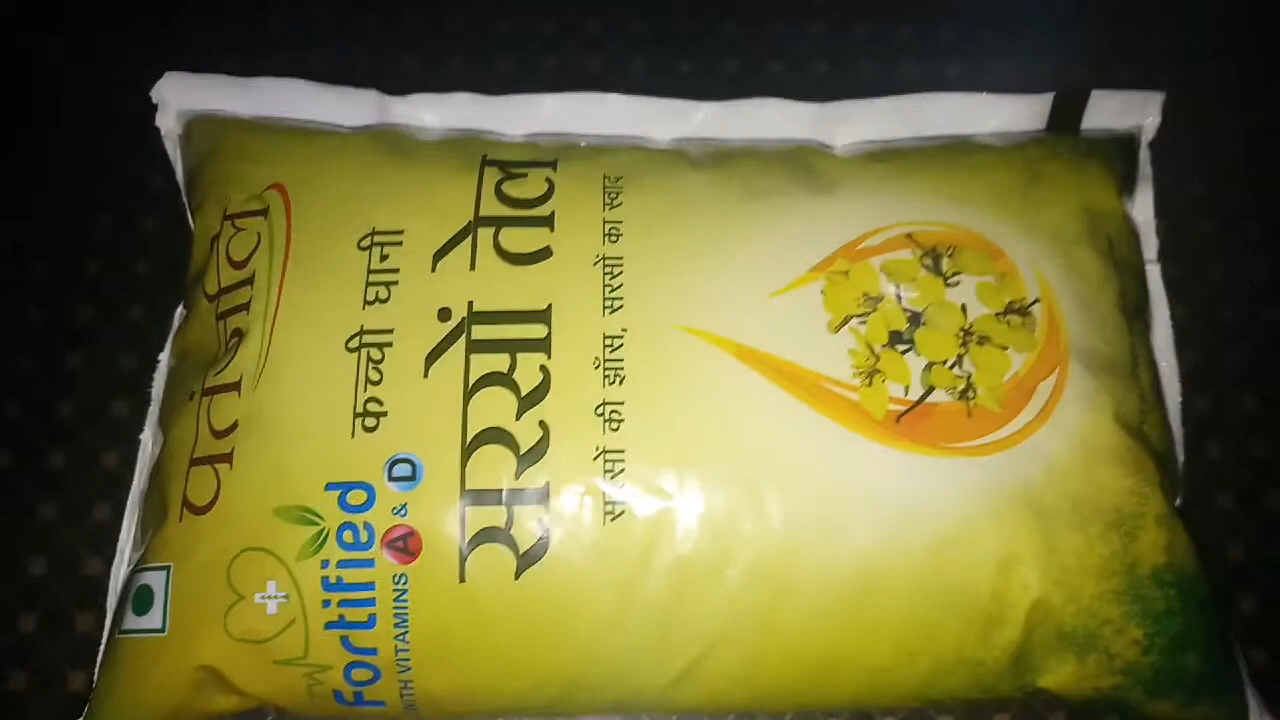 पतंजलि
कच्ची घानी
सरसों तेल
सरसों की झाँस, सरसों का स्वाद
fortified
WITH VITAMINS A & D